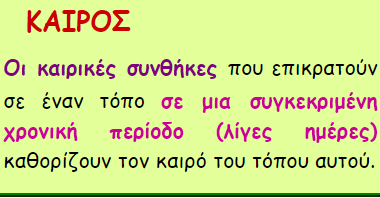 ΚΑΙΡΟΣ
Οι καιρικές συνθήκες που επικρατούν
σε έναν τόπο σε μια συγκεκριμένη
χρονική περίοδο (λίγες ημέρες)
καθορίζουν τον καιρό του τόπου αυτού.